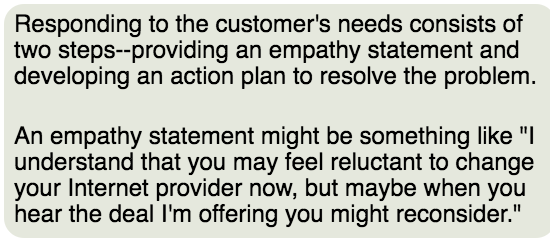 Responding to the customer's needs consists of
two steps--providing an empathy statement and
developing an action plan to resolve the problem.
An empathy statement might be something like "I
understand that you may feel reluctant to change
your Internet provider now, but maybe when you
hear the deal I'm offering you might reconsider."